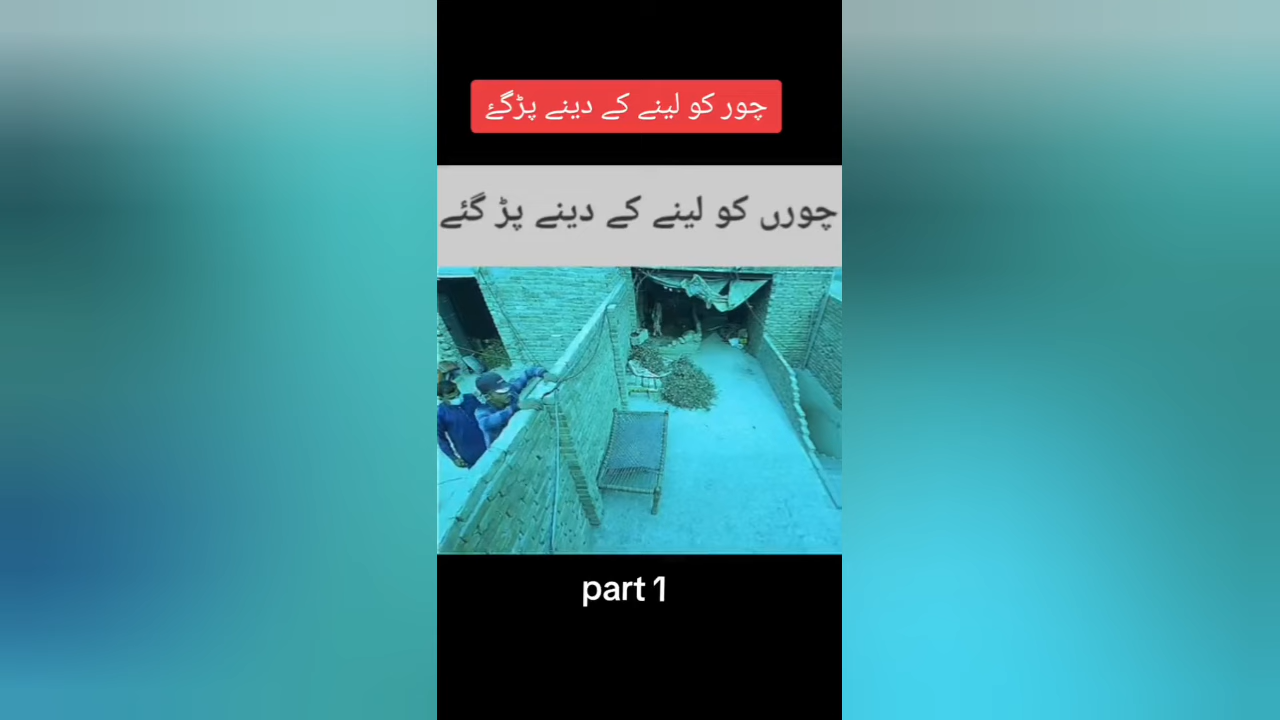 چور کو لینے کے دینے پڑگۓ
چورں کو لینے کے دینے پڑ گئے
part 1